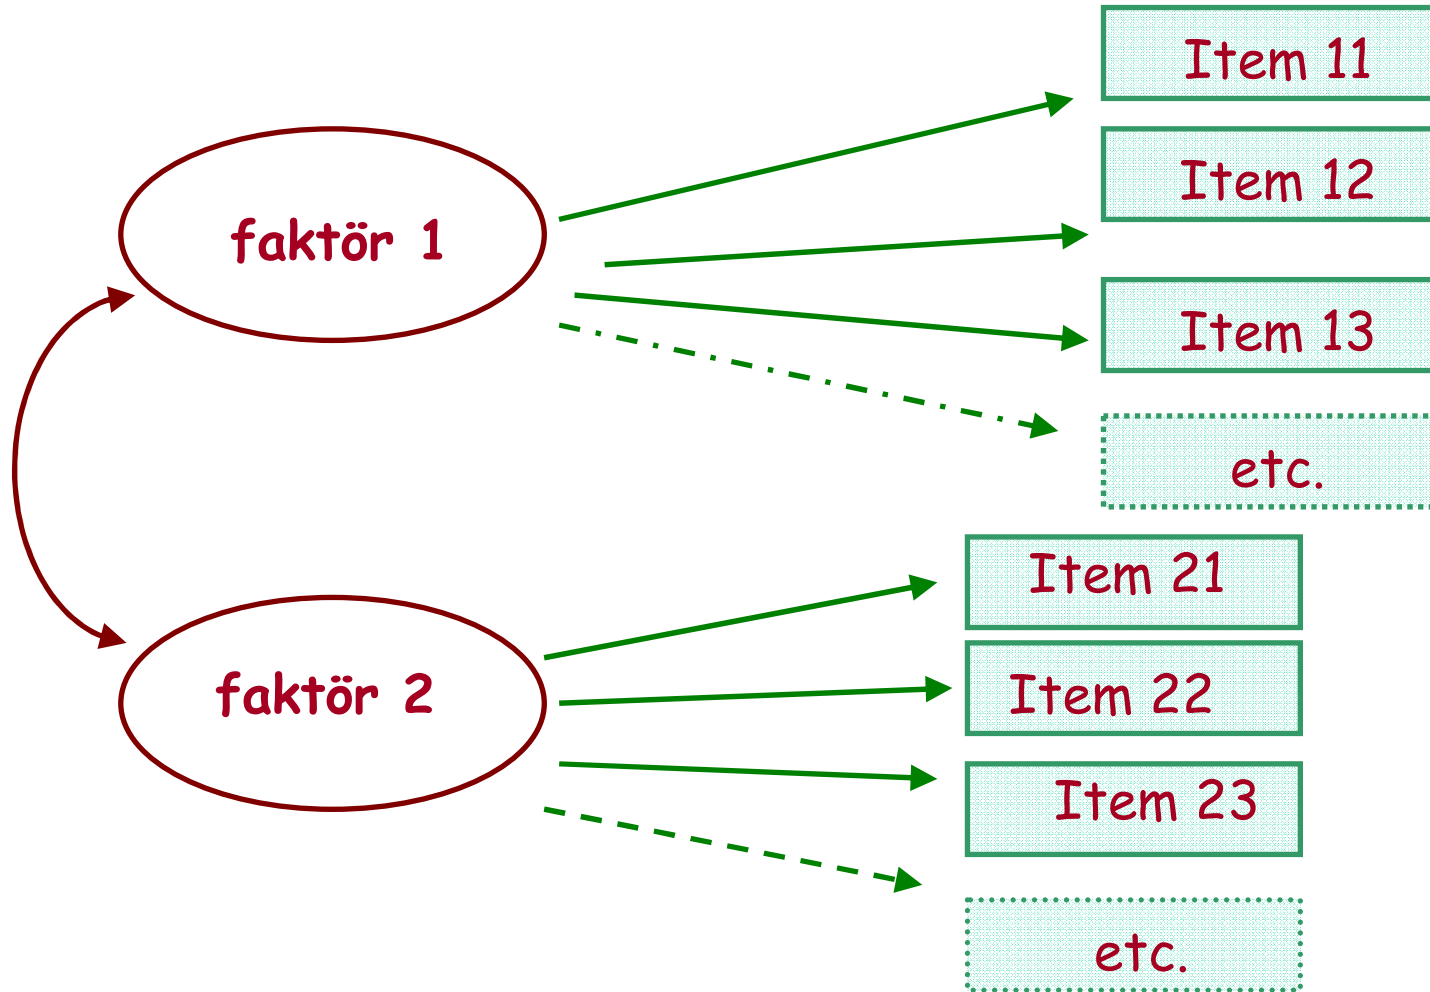 Item 11
Item 12
faktör 1
Item 13
etc.
Item 21
faktör 2
Item 22
Item 23
etc.